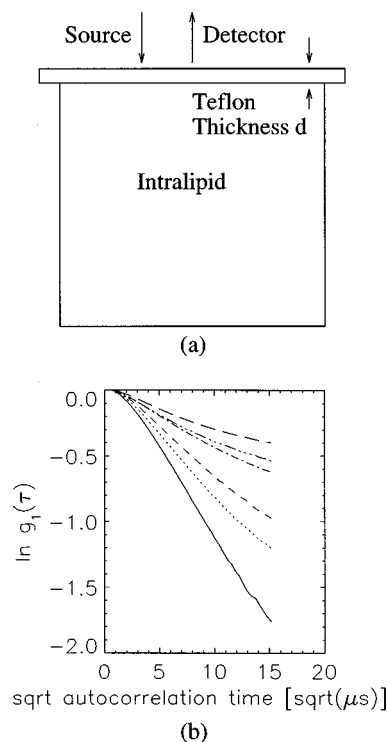 Source
Detector
Teflon
Thickness d
Intralipid
(a)
0.0
-0.5
-1.0
-1.5
-2.0
ln g₁(τ)
0 5 10 15 20
sqrt autocorrelation time [sqrt(μs)]
(b)